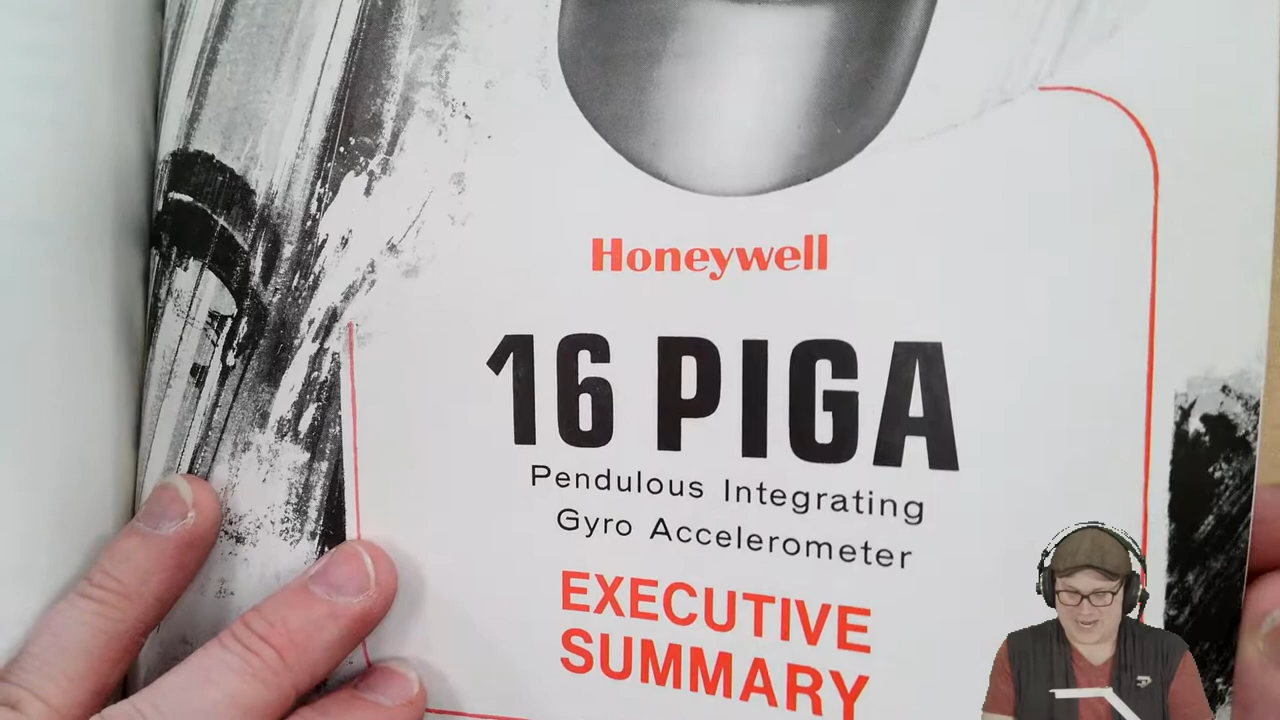 Honeywell
16 PIGA
Pendulous Integrating
Gyro Accelerometer
EXECUTIVE
SUMMARY